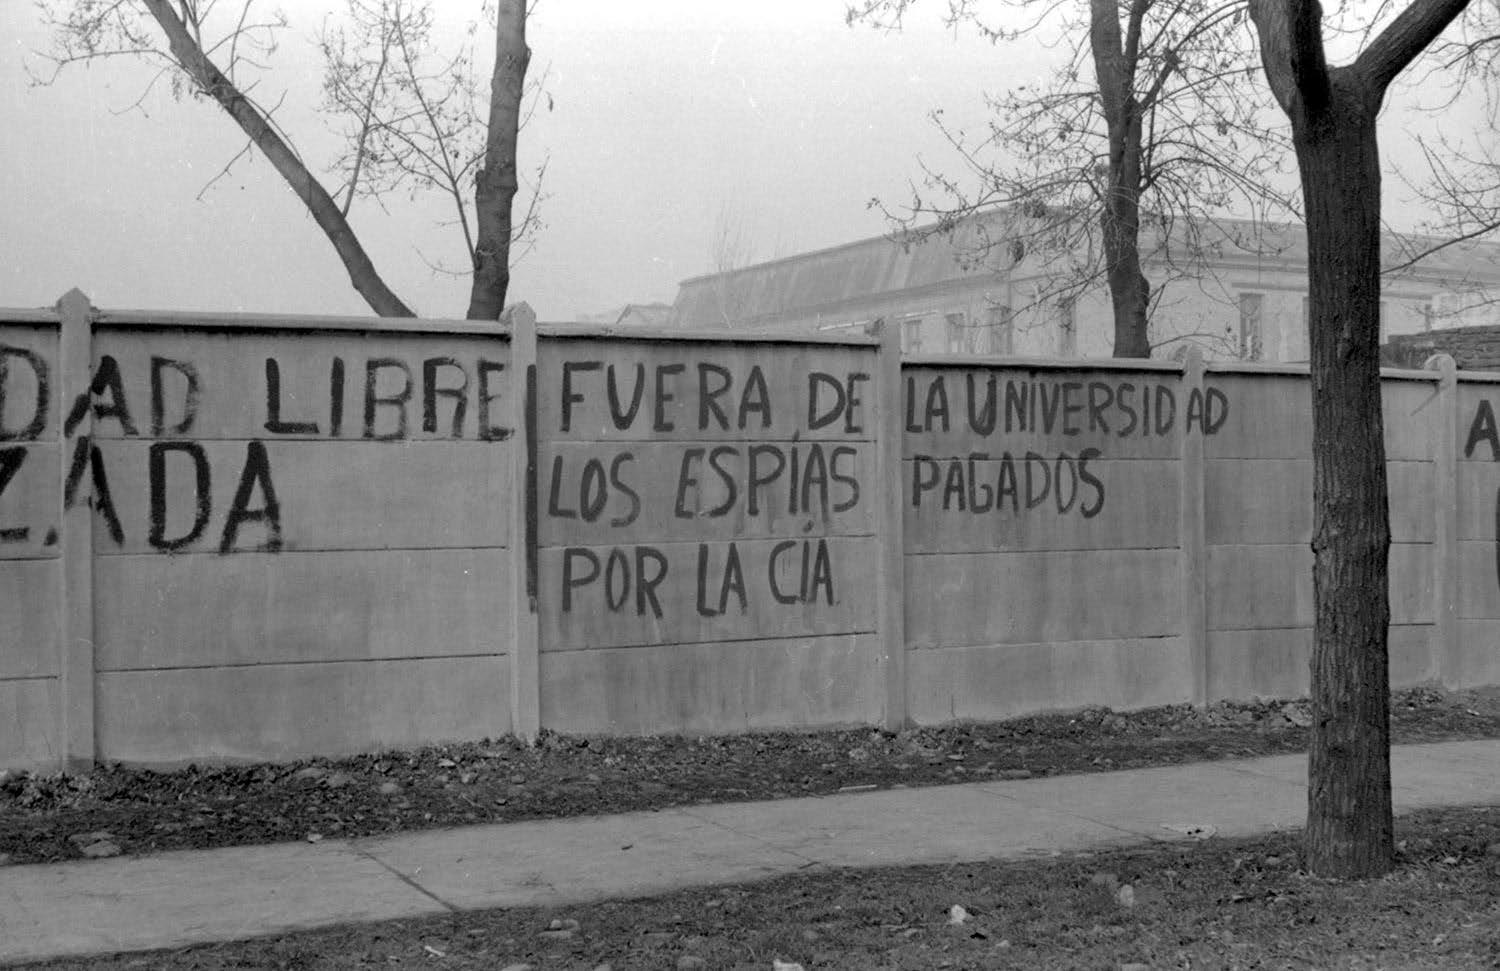 DAD LIBRE
ZADA
FUERA DE LA UNIVERSIDAD
LOS ESPÍAS PAGADOS
POR LA CÍA
A